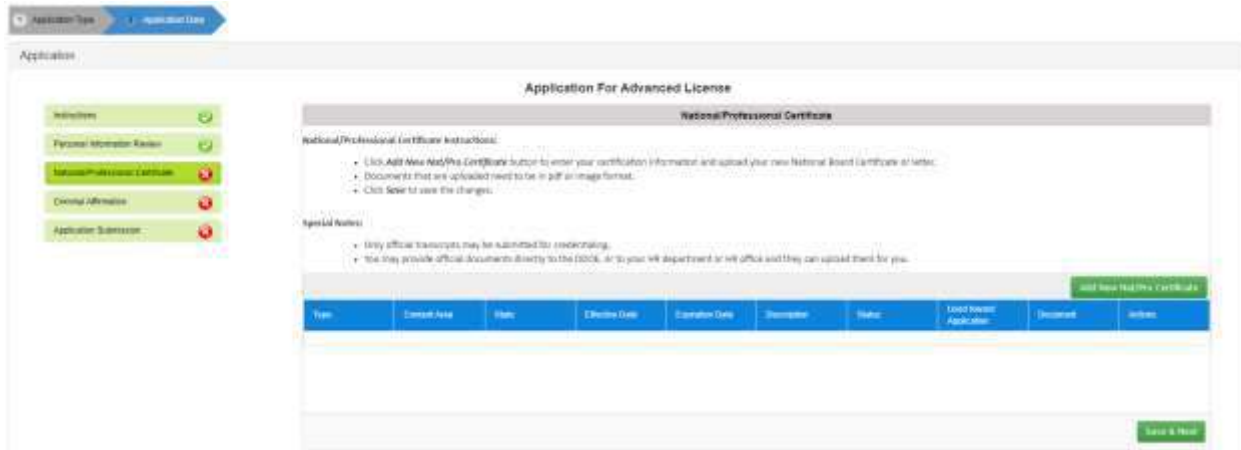 1 Application Type
2 Application Data
Application
Application For Advanced License
Instructions
Personal Information Review
National/Professional Certificate
Criminal Affirmation
Application Submission
National/Professional Certificate
National/Professional Certificate Instructions:
• Click Add New Nat/Pro Certificate button to enter your certification information and upload your new National Board Certificate or letter.
• Documents that are uploaded need to be in pdf or image format.
• Click Save to save the changes.
Special Notes:
• Only official transcripts may be submitted for credentialing.
• You may provide official documents directly to the DDOE, or to your HR department or HR office and they can upload them for you.
Add New Nat/Pro Certificate
Type Content Area State Effective Date Expiration Date Description Status Used Toward Application Document Actions
Save & Next